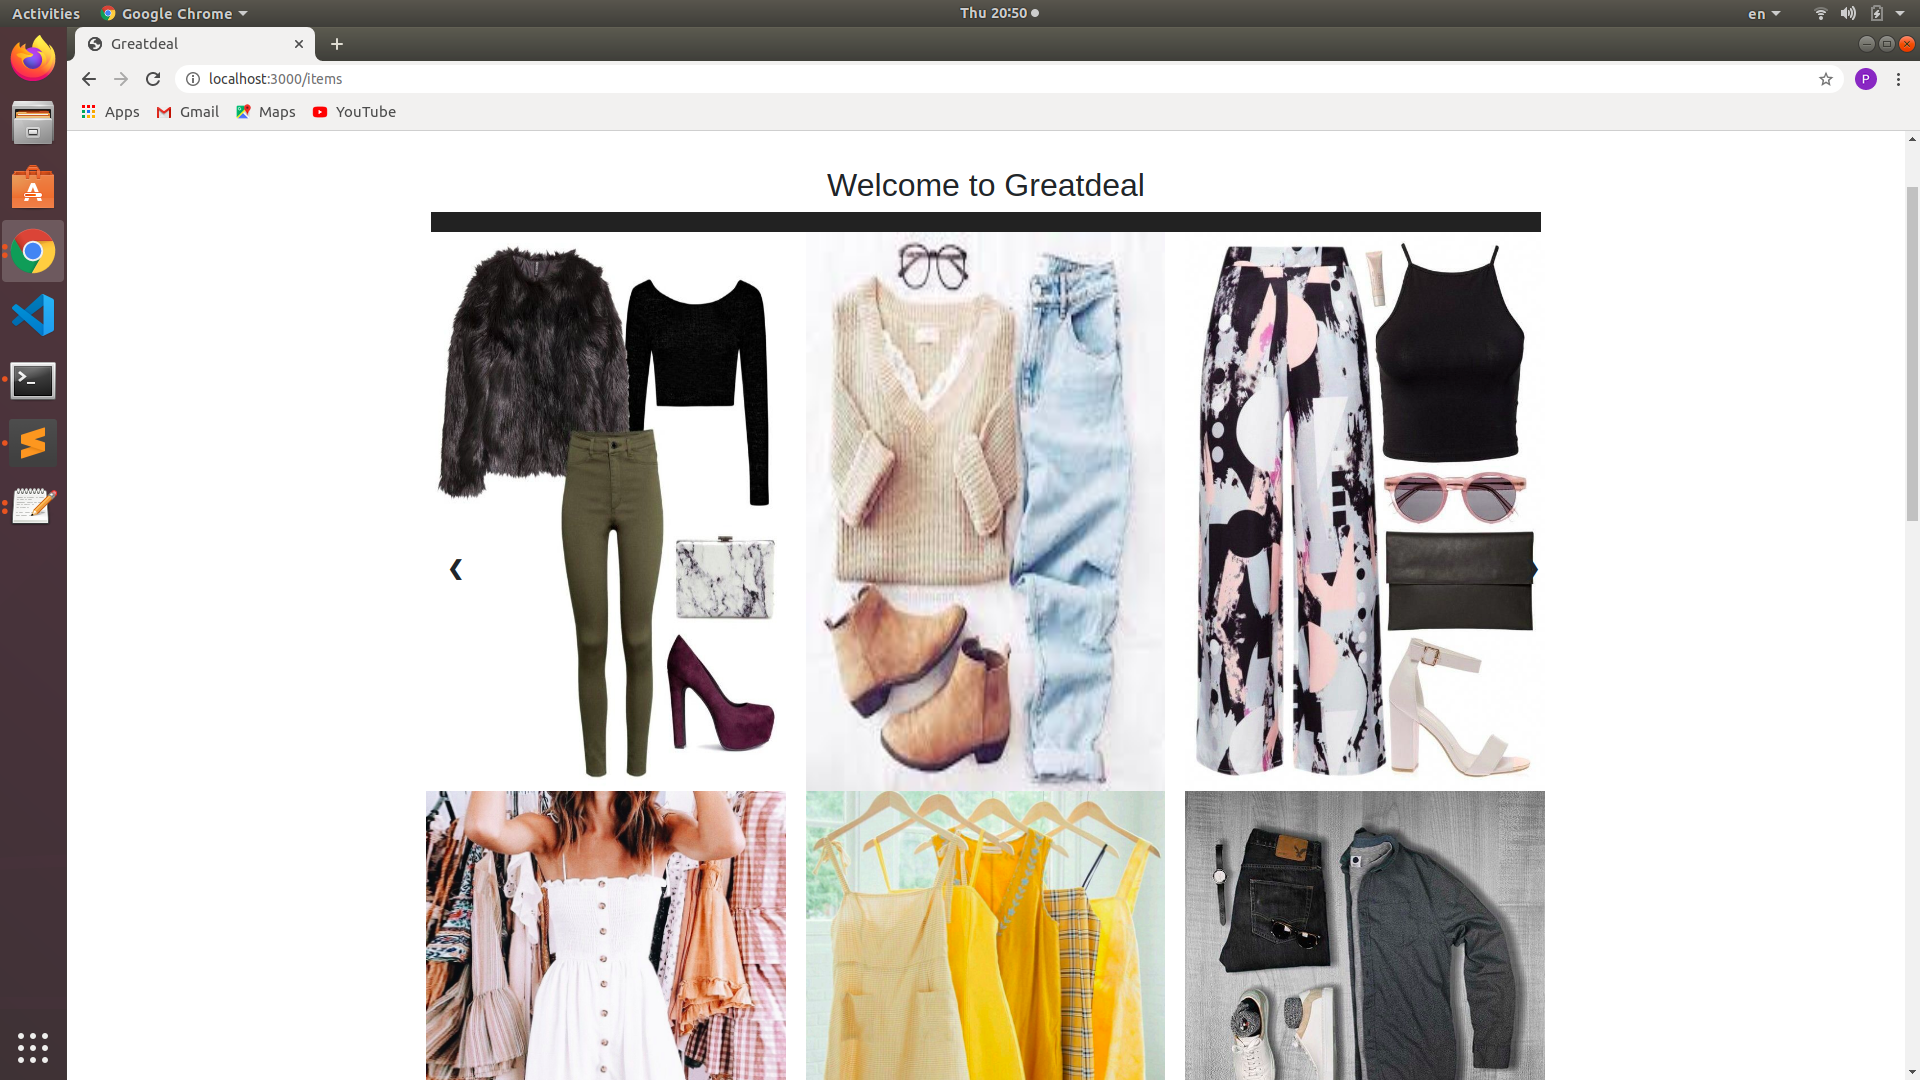 Activities Google Chrome Thu 20:50 en
Greatdeal
localhost:3000/items
P
Apps Gmail Maps YouTube
Welcome to Greatdeal